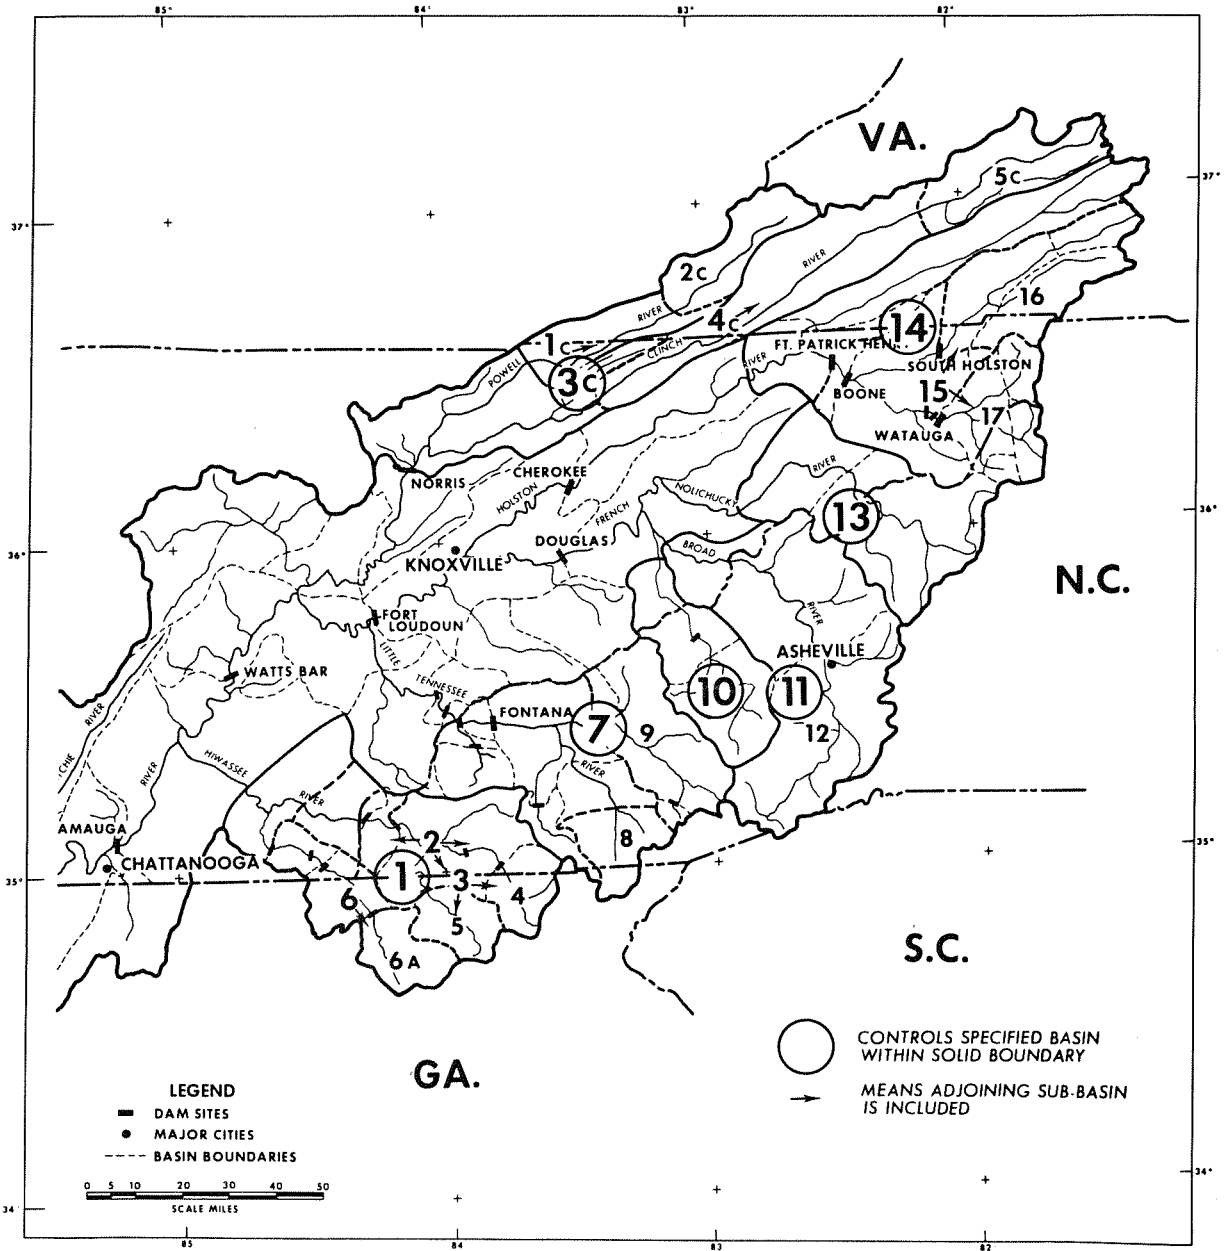 85°
84°
83°
82°
VA.
5C
37°
37°
2C
RIVER
16
RIVER
4C
14
1C
CLINCH
FT. PATRICK HEN
POWELL
RIVER
SOUTH HOLSTON
3C
BOONE
15
17
WATAUGA
CHEROKEE
NORRIS
RIVER
HOLSTON
NOLICHUCKY
FRENCH
13
36°
36°
DOUGLAS
BROAD
KNOXVILLE
N.C.
FORT
LOUDOUN
RIVER
LITTLE
ASHEVILLE
WATTS BAR
TENNESSEE
10
11
RIVER
FONTANA
7
9
12
HIWASSEE
RIVER
CHIE
RIVER
RIVER
AMAUGA
2
8
35°
CHATTANOOGA
35°
1
3
6
4
5
6A
S.C.
CONTROLS SPECIFIED BASIN
WITHIN SOLID BOUNDARY
GA.
LEGEND
MEANS ADJOINING SUB-BASIN
IS INCLUDED
DAM SITES
MAJOR CITIES
BASIN BOUNDARIES
34°
0 5 10 20 30 40 50
SCALE MILES
34°
85
84
83
82